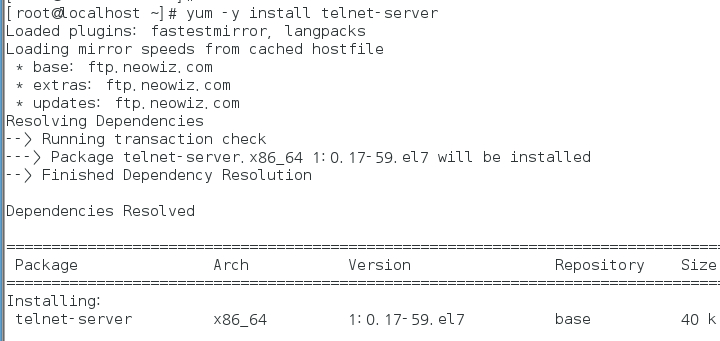 [root@localhost ~]# yum -y install telnet-server
Loaded plugins: fastestmirror, langpacks
Loading mirror speeds from cached hostfile
 * base: ftp.neowiz.com
 * extras: ftp.neowiz.com
 * updates: ftp.neowiz.com
Resolving Dependencies
--> Running transaction check
---> Package telnet-server.x86_64 1:0.17-59.el7 will be installed
--> Finished Dependency Resolution

Dependencies Resolved

================================================================================
 Package Arch Version Repository Size
================================================================================
Installing:
 telnet-server x86_64 1:0.17-59.el7 base 40 k